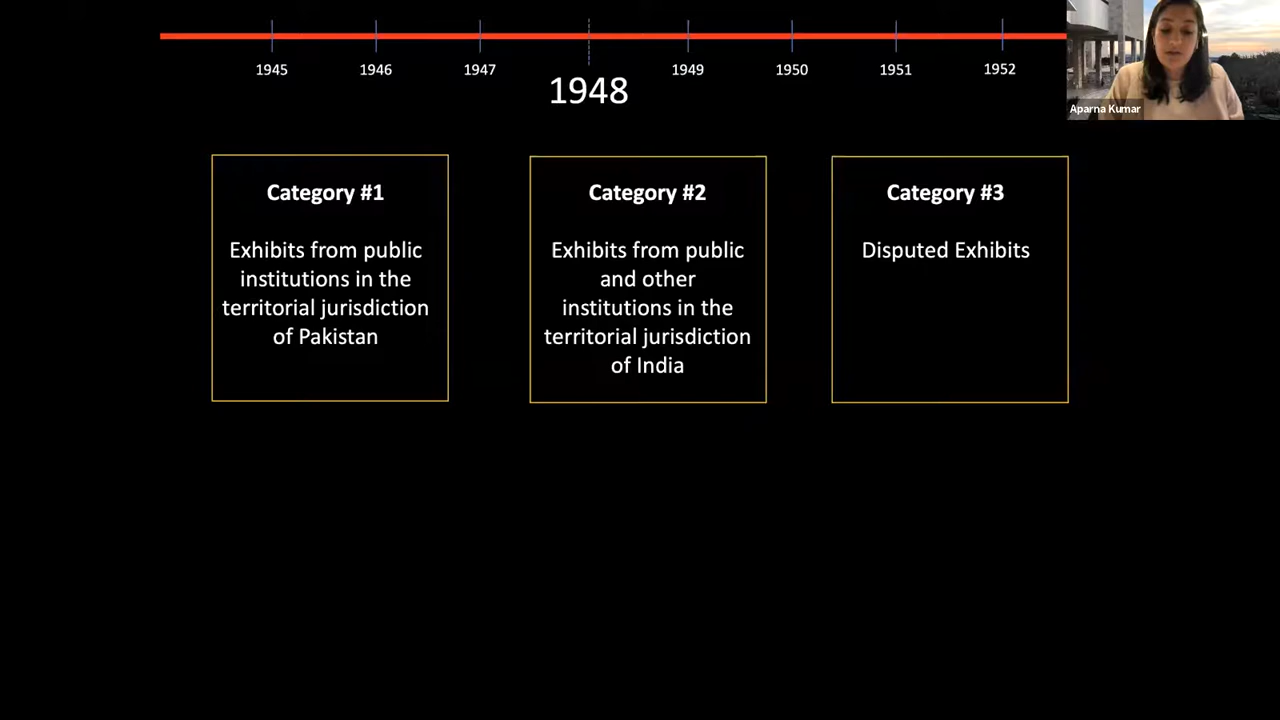 1945 1946 1947 1948 1949 1950 1951 1952
Aparna Kumar
Category #1
Exhibits from public
institutions in the
territorial jurisdiction
of Pakistan
Category #2
Exhibits from public
and other
institutions in the
territorial jurisdiction
of India
Category #3
Disputed Exhibits